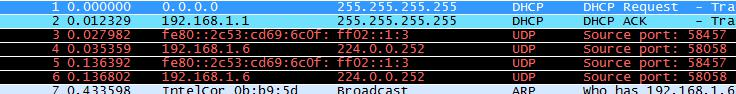 1 0.000000 0.0.0.0 255.255.255.255 DHCP DHCP Request - Tra
2 0.012329 192.168.1.1 255.255.255.255 DHCP DHCP ACK - Tra
3 0.027982 fe80::2c53:cd69:6c0f: ff02::1:3 UDP Source port: 58457
4 0.035359 192.168.1.6 224.0.0.252 UDP Source port: 58058
5 0.136392 fe80::2c53:cd69:6c0f: ff02::1:3 UDP Source port: 58457
6 0.136802 192.168.1.6 224.0.0.252 UDP Source port: 58058
7 0.433598 IntelCor_0b:b9:5d Broadcast ARP Who has 192.168.1.6